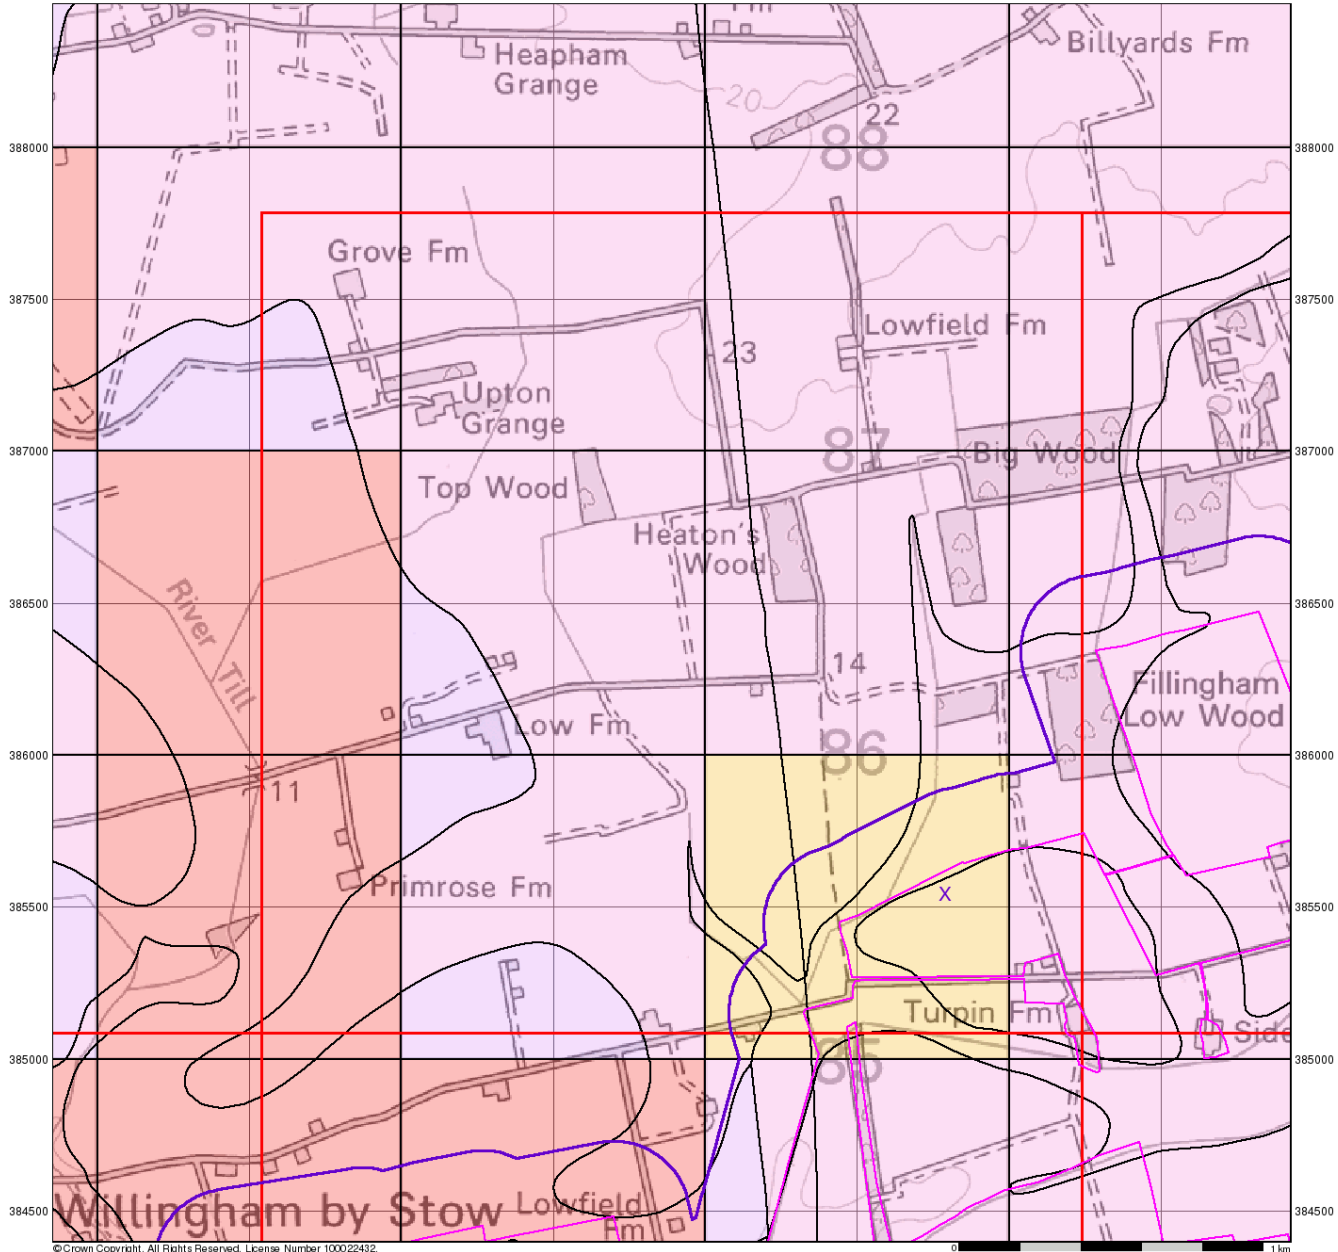 Fm
Heapham
Grange
Billyards Fm
20
22
88
388000
388000
Grove Fm
387500
387500
Lowfield Fm
23
Upton
Grange
87
387000
387000
Big Wood
Top Wood
Heaton's
Wood
River Till
386500
386500
14
Fillingham
Low Wood
Low Fm
86
386000
386000
11
Primrose Fm
X
385500
385500
Turpin Fm
Side
385000
385000
85
Willingham by Stow
Lowfield
Fm
384500
384500
©Crown Copyright. All Rights Reserved. License Number 100022432.
0
1 km